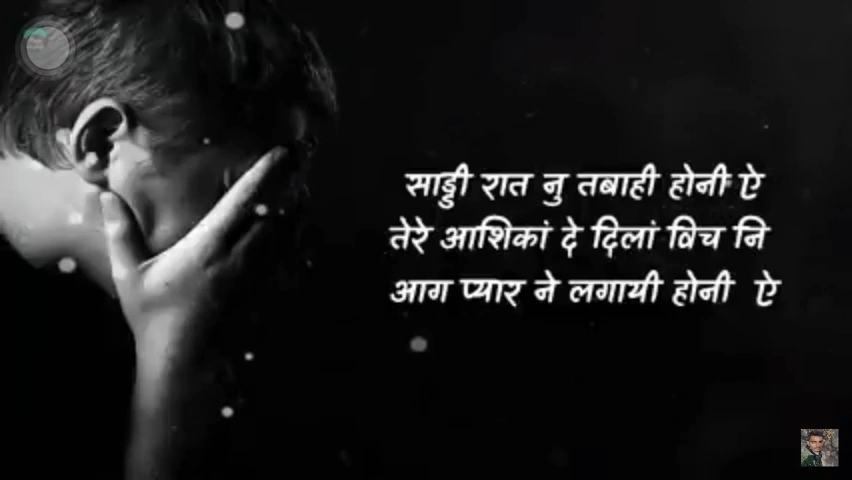 साड्डी रात नु तबाही होनी ऐ
तेरे आशिकां दे दिलां विच नि
आग प्यार ने लगायी होनी ऐ